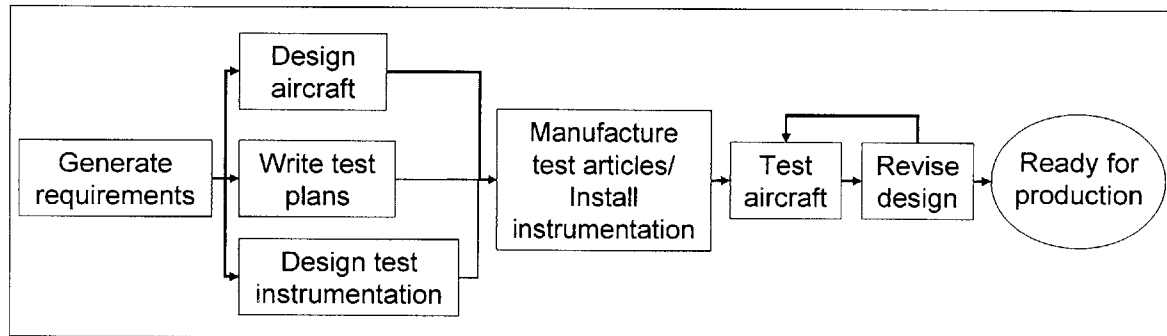 Generate
requirements
Design
aircraft
Write test
plans
Design test
instrumentation
Manufacture
test articles/
Install
instrumentation
Test
aircraft
Revise
design
Ready for
production